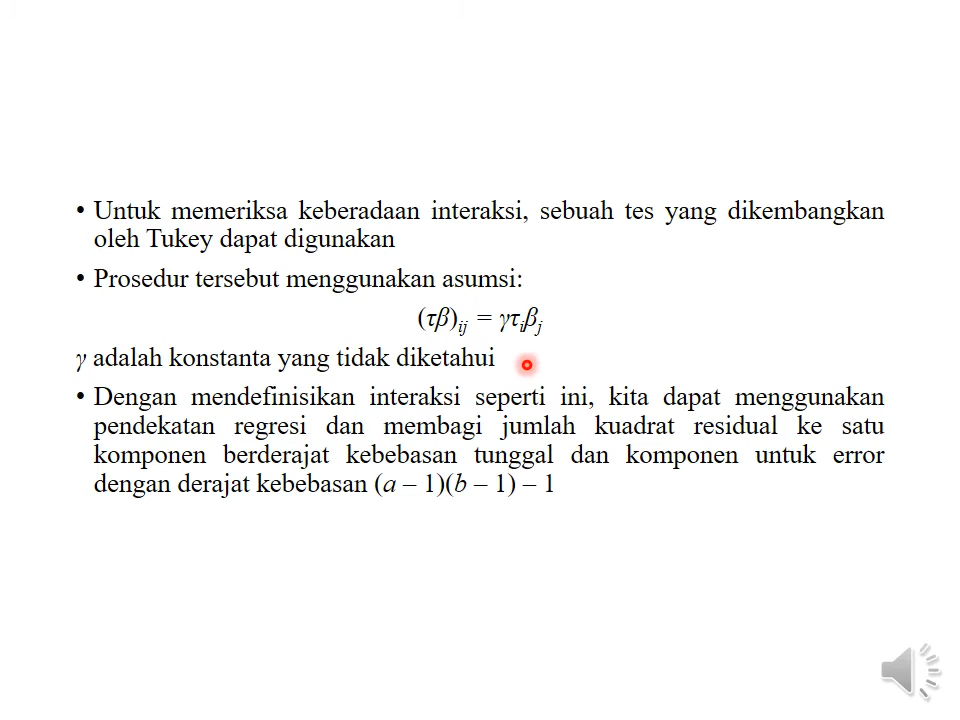 • Untuk memeriksa keberadaan interaksi, sebuah tes yang dikembangkan
oleh Tukey dapat digunakan
• Prosedur tersebut menggunakan asumsi:
(τβ)ij = γτiβj
γ adalah konstanta yang tidak diketahui
• Dengan mendefinisikan interaksi seperti ini, kita dapat menggunakan
pendekatan regresi dan membagi jumlah kuadrat residual ke satu
komponen berderajat kebebasan tunggal dan komponen untuk error
dengan derajat kebebasan (a – 1)(b – 1) – 1